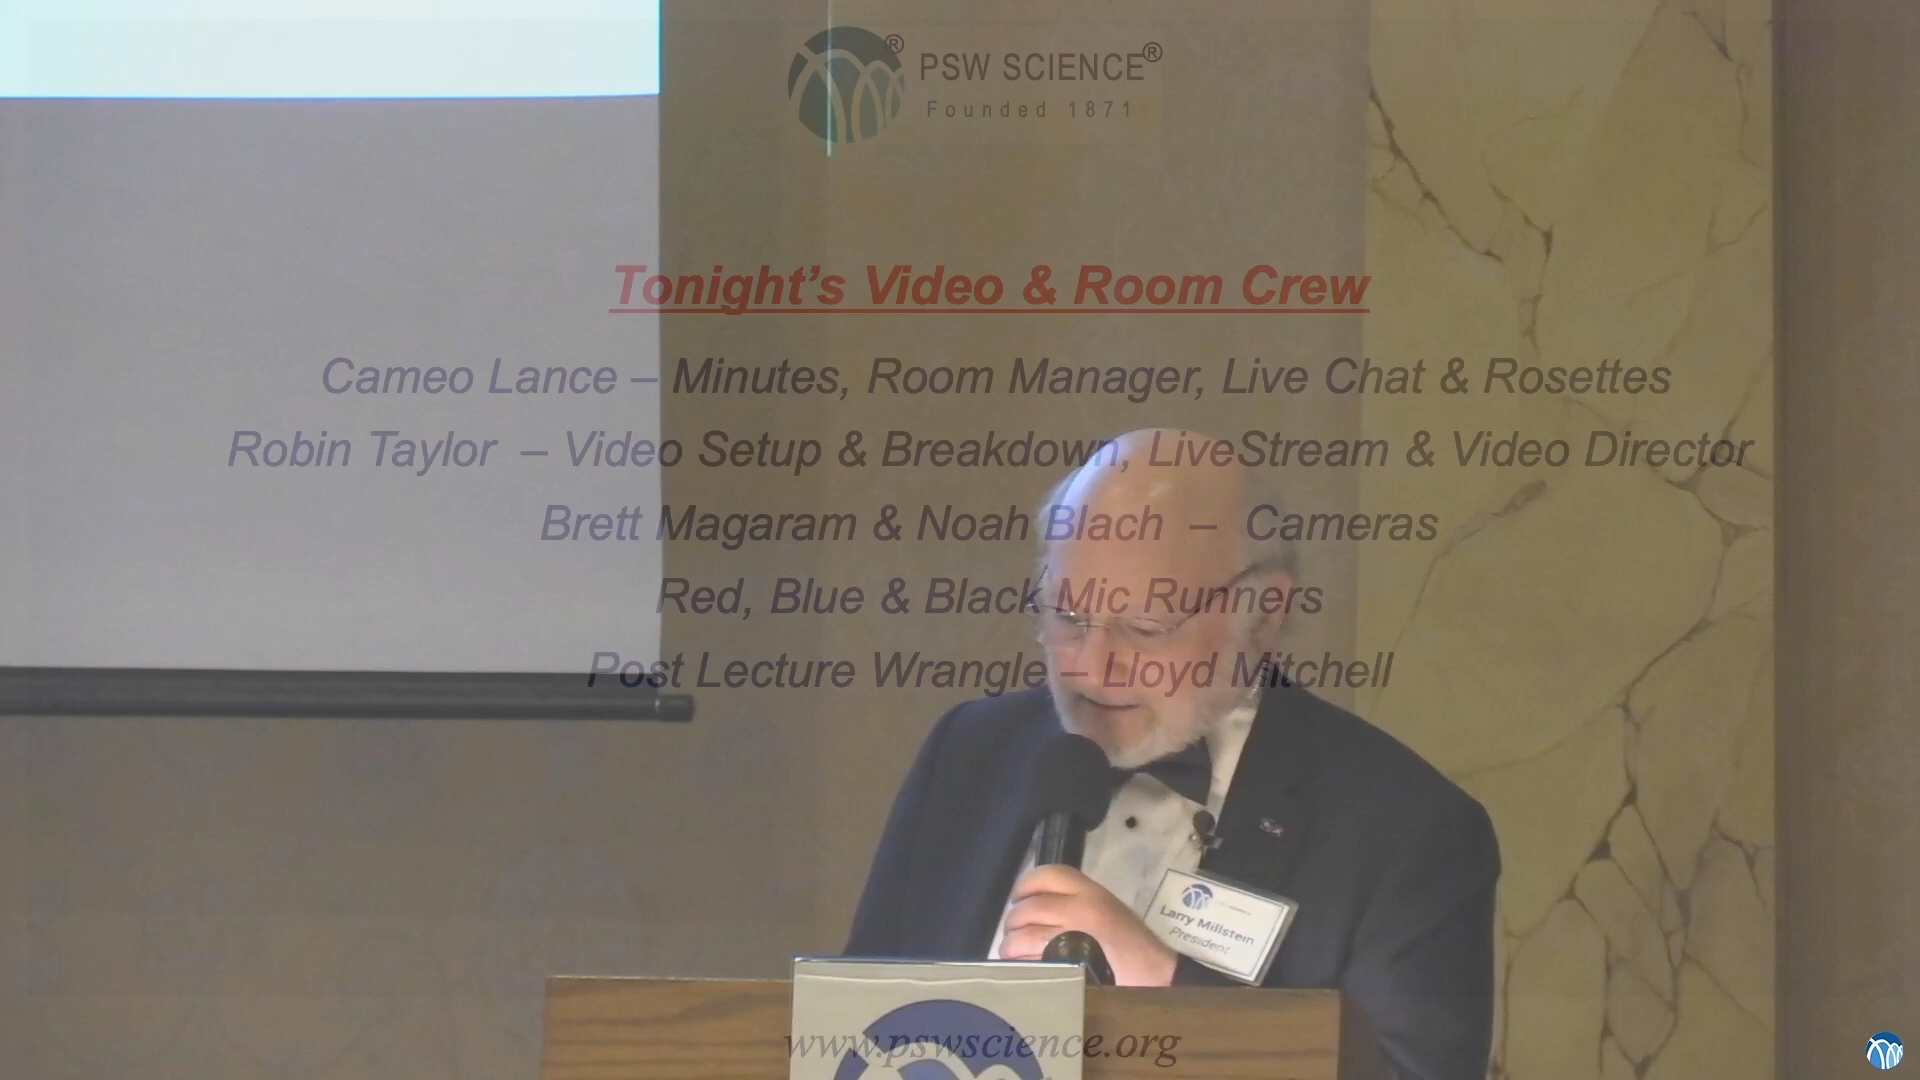 PSW SCIENCE®
Founded 1871
Tonight's Video & Room Crew
Cameo Lance – Minutes, Room Manager, Live Chat & Rosettes
Robin Taylor – Video Setup & Breakdown, LiveStream & Video Director
Brett Magaram & Noah Blach – Cameras
Red, Blue & Black Mic Runners
Post Lecture Wrangle – Lloyd Mitchell
Larry Millstein
President
www.pswscience.org